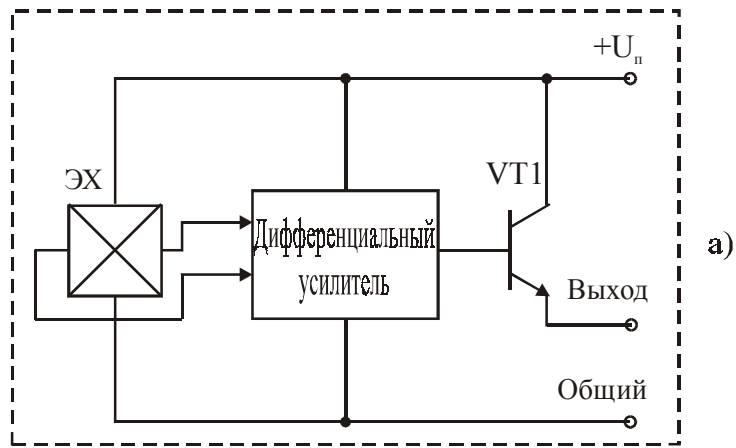 +Uп
ЭХ
VT1
Дифференциальный
усилитель
а)
Выход
Общий